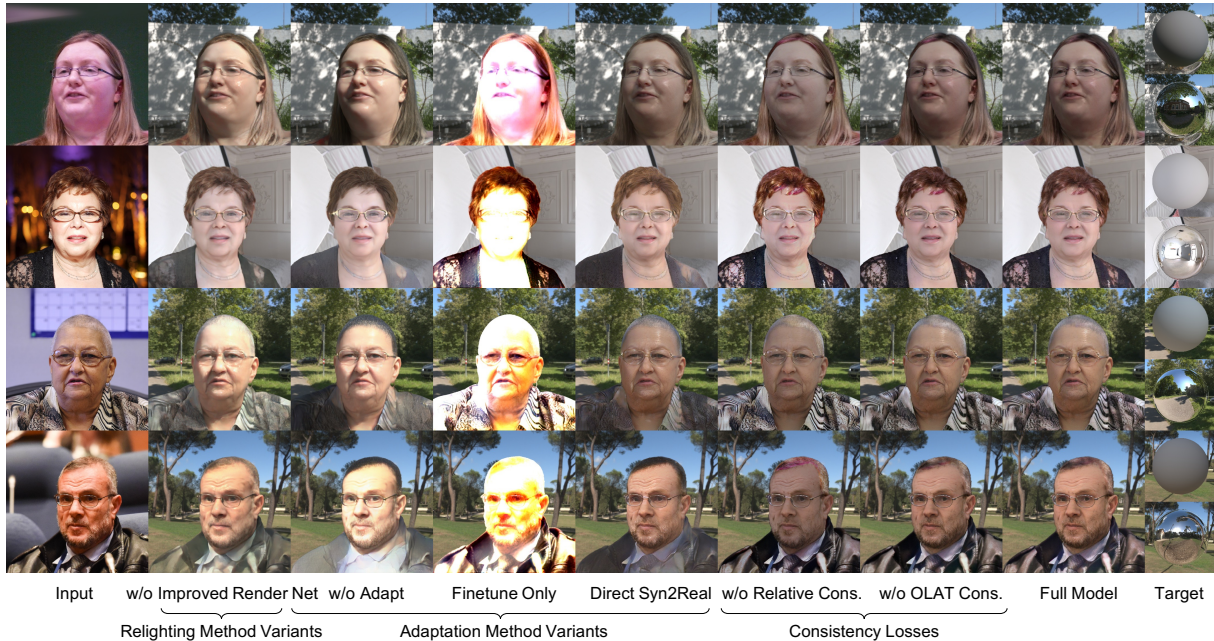 Input w/o Improved Render Net w/o Adapt Finetune Only Direct Syn2Real w/o Relative Cons. w/o OLAT Cons. Full Model Target
Relighting Method Variants Adaptation Method Variants Consistency Losses